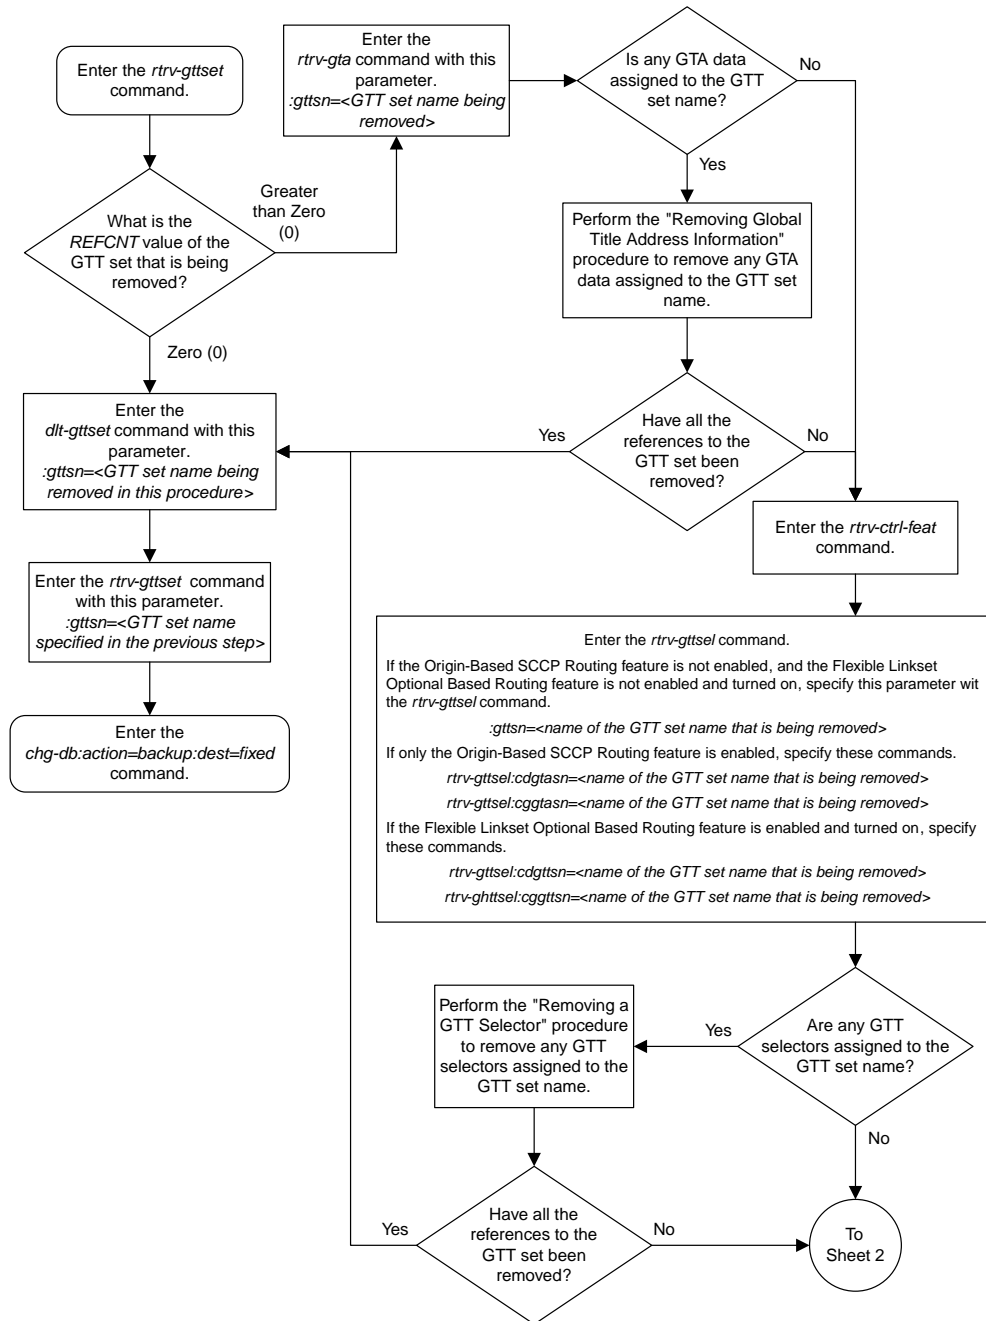 Enter the rtrv-gttset
command.
What is the
REFCNT value of the
GTT set that is being
removed?
Greater
than Zero
(0)
Zero (0)
Enter the
rtrv-gta command with this
parameter.
:gttsn=<GTT set name being
removed>
Is any GTA data
assigned to the GTT
set name?
No
Yes
Perform the "Removing Global
Title Address Information"
procedure to remove any GTA
data assigned to the GTT set
name.
Have all the
references to the
GTT set been
removed?
Yes
No
Enter the
dlt-gttset command with this
parameter.
:gttsn=<GTT set name being
removed in this procedure>
Enter the rtrv-gttset command
with this parameter.
:gttsn=<GTT set name
specified in the previous step>
Enter the
chg-db:action=backup:dest=fixed
command.
Enter the rtrv-ctrl-feat
command.
Enter the rtrv-gttsel command.
If the Origin-Based SCCP Routing feature is not enabled, and the Flexible Linkset
Optional Based Routing feature is not enabled and turned on, specify this parameter wit
the rtrv-gttsel command.
:gttsn=<name of the GTT set name that is being removed>
If only the Origin-Based SCCP Routing feature is enabled, specify these commands.
rtrv-gttsel:cdgtasn=<name of the GTT set name that is being removed>
rtrv-gttsel:cggtasn=<name of the GTT set name that is being removed>
If the Flexible Linkset Optional Based Routing feature is enabled and turned on, specify
these commands.
rtrv-gttsel:cdgttsn=<name of the GTT set name that is being removed>
rtrv-ghttsel:cggttsn=<name of the GTT set name that is being removed>
Are any GTT
selectors assigned to the
GTT set name?
Yes
No
Perform the "Removing a
GTT Selector" procedure
to remove any GTT
selectors assigned to the
GTT set name.
Have all the
references to the
GTT set been
removed?
Yes
No
To
Sheet 2